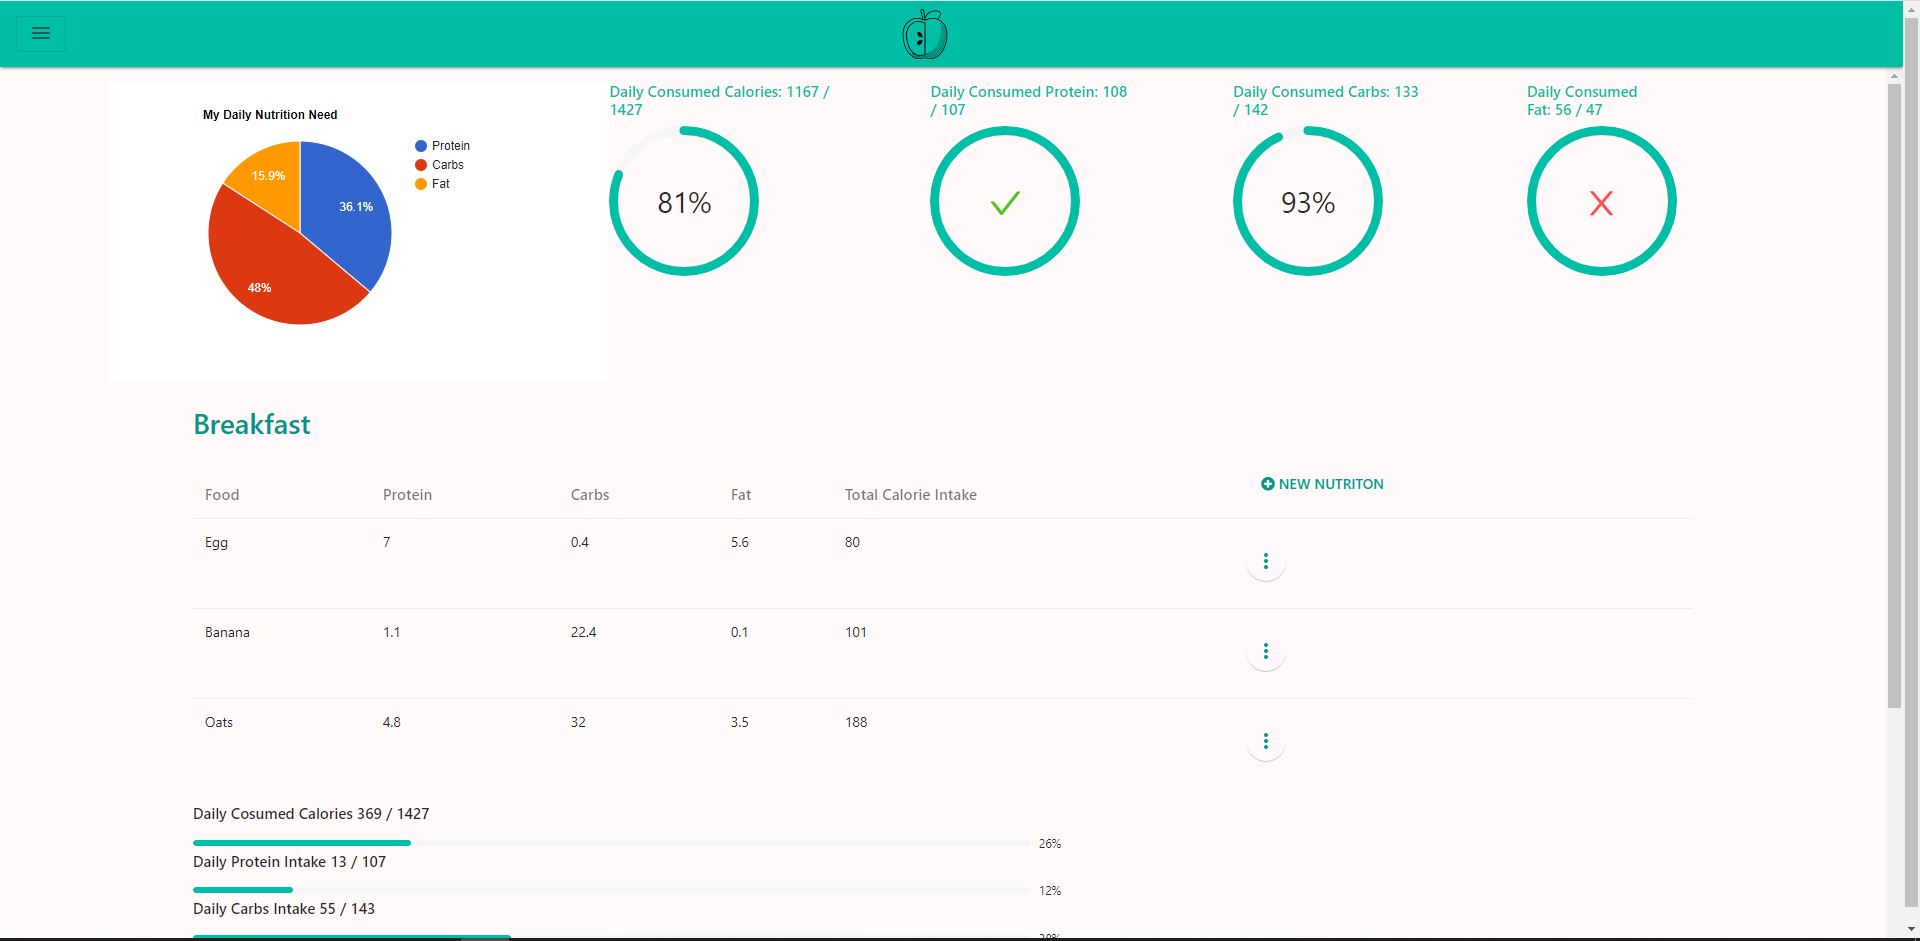 My Daily Nutrition Need
Protein
Carbs
Fat
15.9%
36.1%
48%
Daily Consumed Calories: 1167 /
1427
81%
Daily Consumed Protein: 108
/ 107
Daily Consumed Carbs: 133
/ 142
93%
Daily Consumed
Fat: 56 / 47
Breakfast
Food Protein Carbs Fat Total Calorie Intake NEW NUTRITON
Egg 7 0.4 5.6 80
Banana 1.1 22.4 0.1 101
Oats 4.8 32 3.5 188
Daily Cosumed Calories 369 / 1427
26%
Daily Protein Intake 13 / 107
12%
Daily Carbs Intake 55 / 143